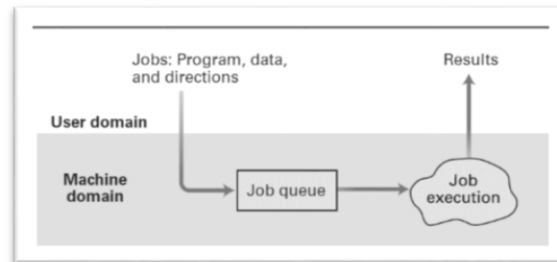 Jobs: Program, data,
and directions
Results
User domain
Machine
domain
Job queue
Job
execution